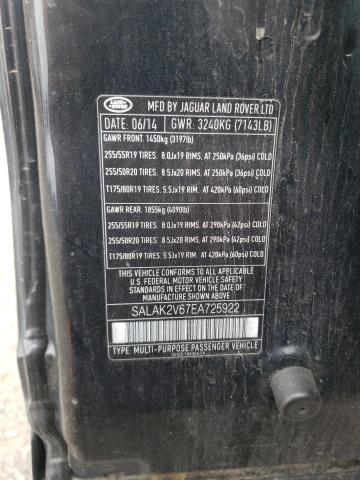 LAND ROVER
MFD BY JAGUAR LAND ROVER LTD
DATE: 06/14 GWR: 3240KG (7143LB)
GAWR FRONT: 1450kg (3197lb)
255/55R19 TIRES. 8.0Jx19 RIMS. AT 250kPa (36psi) COLD
255/50R20 TIRES. 8.5Jx20 RIMS. AT 250kPa (36psi) COLD
T175/80R19 TIRES. 5.5Jx19 RIM. AT 420kPa (60psi) COLD
GAWR REAR: 1855kg (4090lb)
255/55R19 TIRES. 8.0Jx19 RIMS. AT 290kPa (42psi) COLD
255/50R20 TIRES. 8.5Jx20 RIMS. AT 290kPa (42psi) COLD
T175/80R19 TIRES. 5.5Jx19 RIM. AT 420kPa (60psi) COLD
THIS VEHICLE CONFORMS TO ALL APPLICABLE
U.S. FEDERAL MOTOR VEHICLE SAFETY STANDARDS
IN EFFECT ON THE DATE OF
MANUFACTURE SHOWN ABOVE.
SALAK2V67EA725922
TYPE: MULTI-PURPOSE PASSENGER VEHICLE